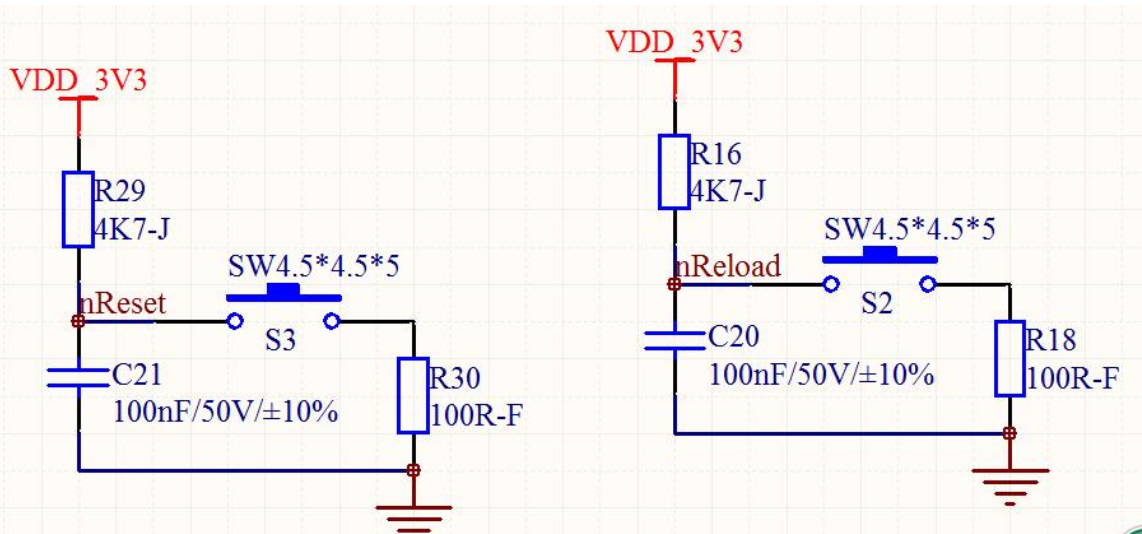 VDD_3V3
R29
4K7-J
nReset
SW4.5*4.5*5
S3
C21
100nF/50V/±10%
R30
100R-F
VDD_3V3
R16
4K7-J
nReload
SW4.5*4.5*5
S2
C20
100nF/50V/±10%
R18
100R-F